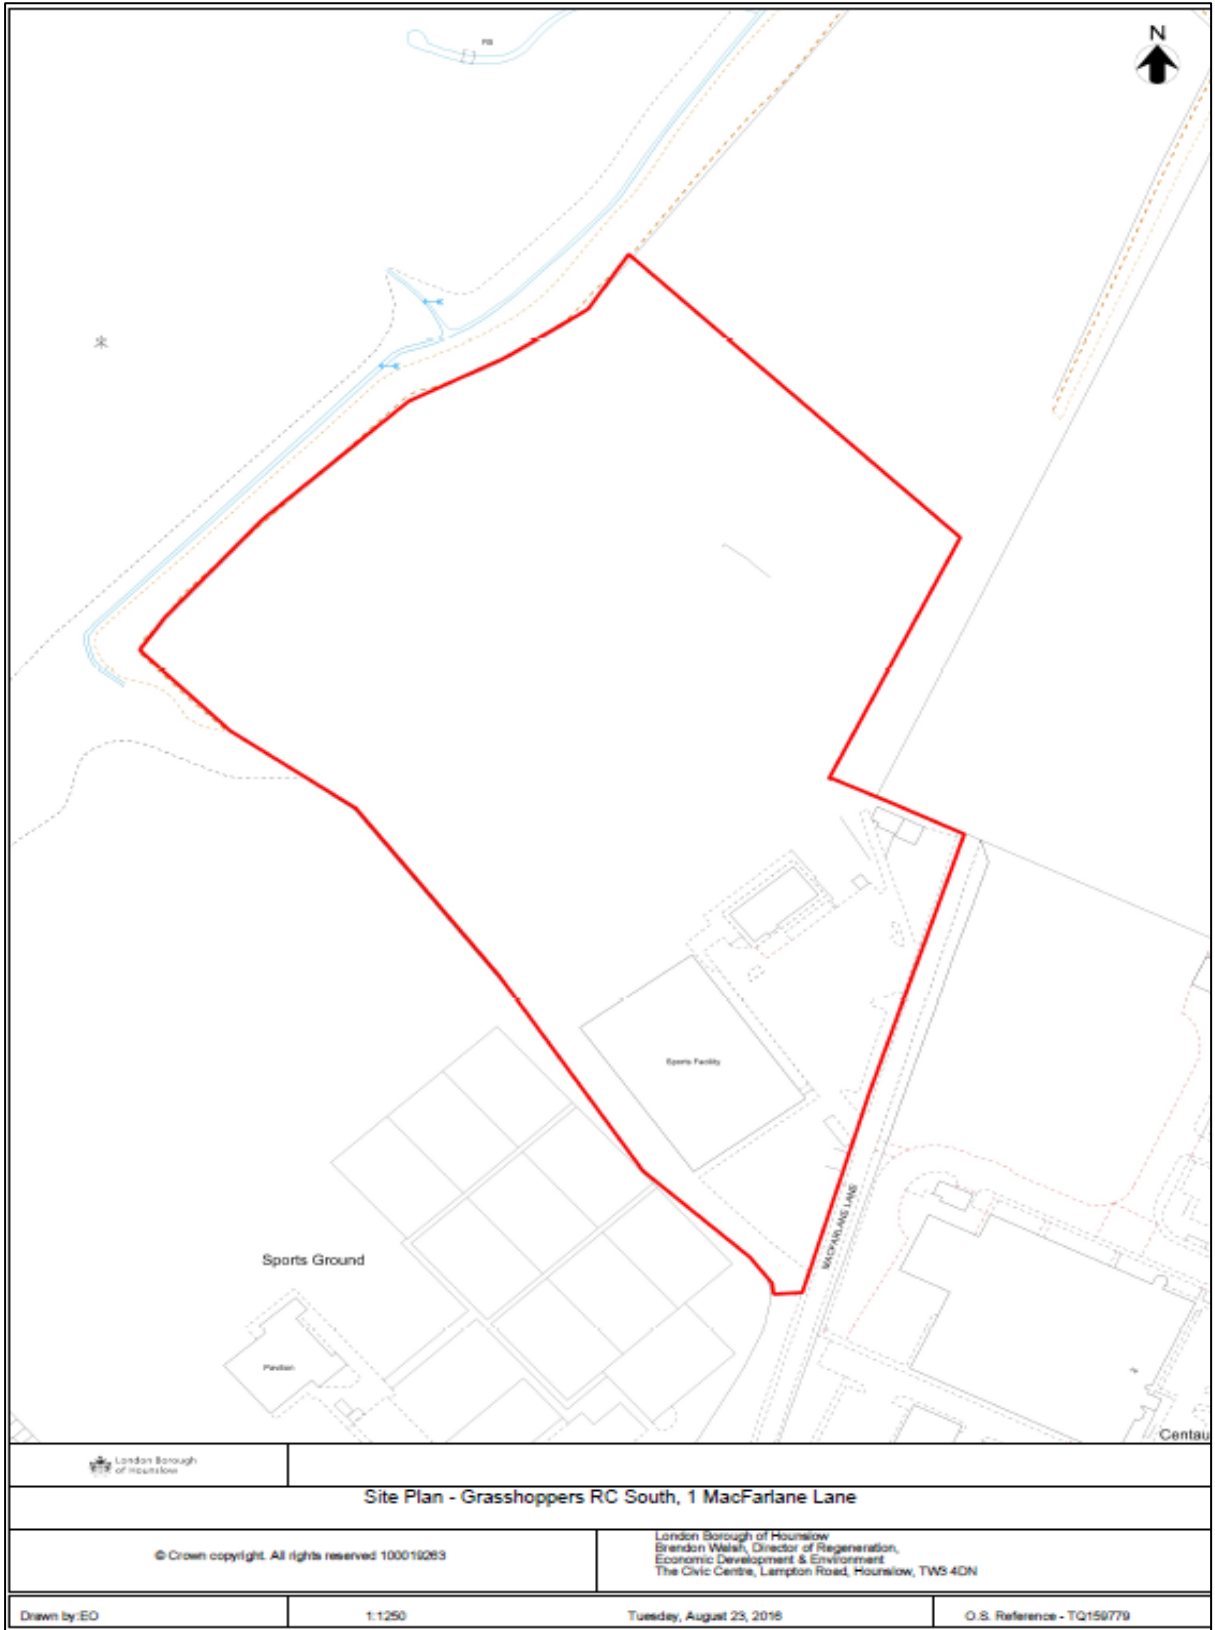 N
Sports Facility
MACFARLANS LANE
Sports Ground
Pavilion
Centau
London Borough
of Hounslow
Site Plan - Grasshoppers RC South, 1 MacFarlane Lane
© Crown copyright. All rights reserved 100019263
London Borough of Hounslow
Brendon Walsh, Director of Regeneration,
Economic Development & Environment
The Civic Centre, Lampton Road, Hounslow, TW3 4DN
Drawn by:EO
1:1250
Tuesday, August 23, 2016
O.S. Reference - TQ159779